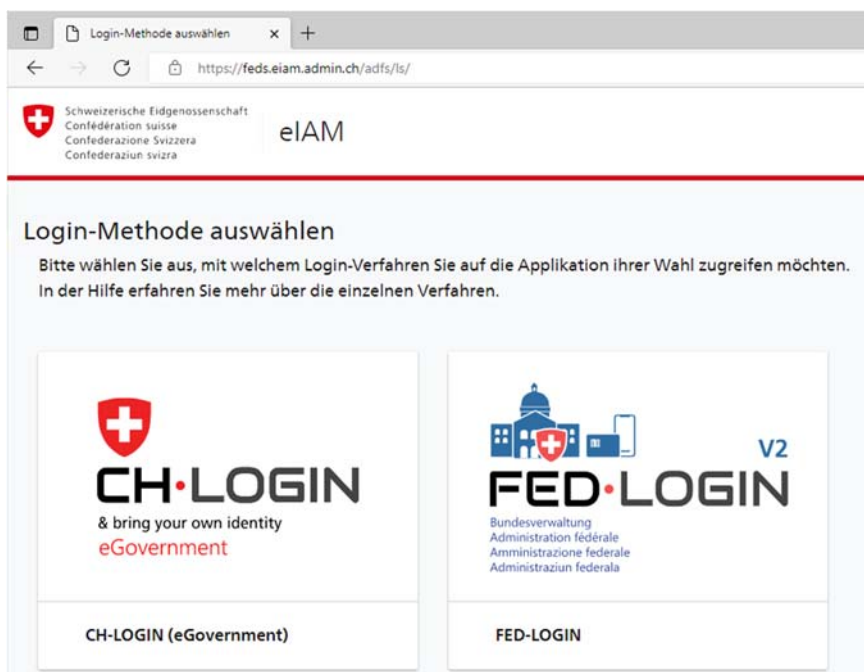 Login-Methode auswählen
https://feds.eiam.admin.ch/adfs/ls/
Schweizerische Eidgenossenschaft
Confédération suisse
Confederazione Svizzera
Confederaziun svizra
eIAM
Login-Methode auswählen
Bitte wählen Sie aus, mit welchem Login-Verfahren Sie auf die Applikation ihrer Wahl zugreifen möchten.
In der Hilfe erfahren Sie mehr über die einzelnen Verfahren.
CH·LOGIN
& bring your own identity
eGovernment
CH-LOGIN (eGovernment)
V2
FED·LOGIN
Bundesverwaltung
Administration fédérale
Amministrazione federale
Administraziun federala
FED-LOGIN